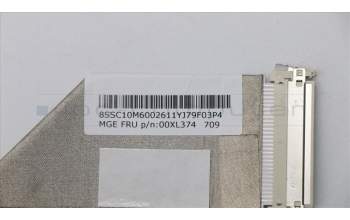 8SSC10M6002611YJ79F03P4
MGE FRU p/n:00XL374 709